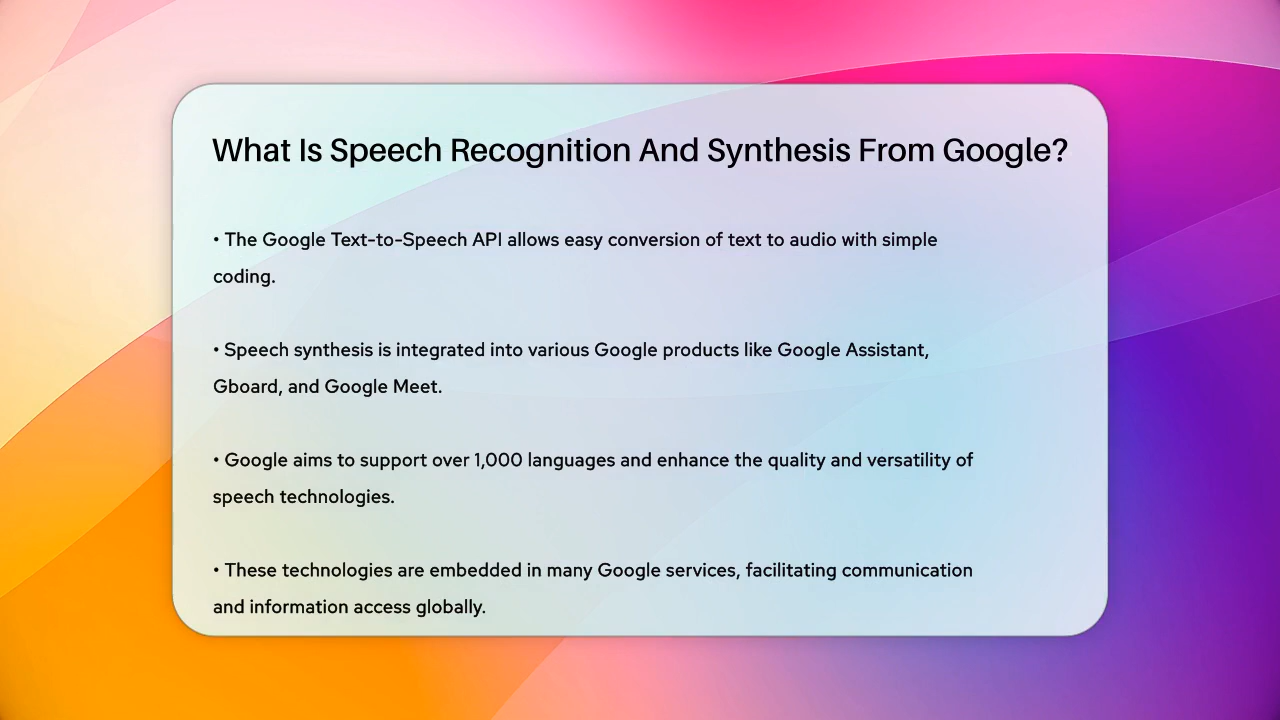 What Is Speech Recognition And Synthesis From Google?
• The Google Text-to-Speech API allows easy conversion of text to audio with simple
coding.
• Speech synthesis is integrated into various Google products like Google Assistant,
Gboard, and Google Meet.
• Google aims to support over 1,000 languages and enhance the quality and versatility of
speech technologies.
• These technologies are embedded in many Google services, facilitating communication
and information access globally.